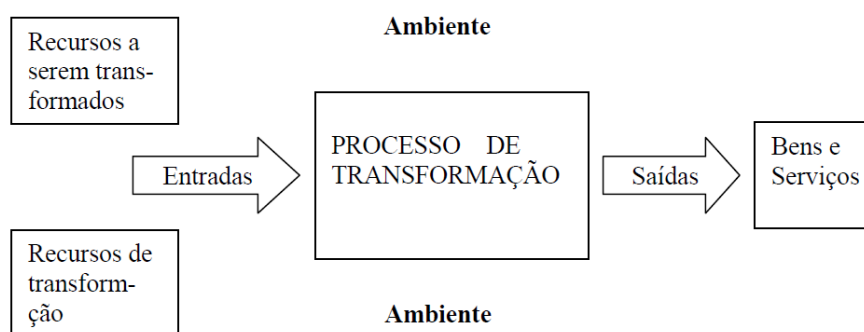 Recursos a
serem trans-
formados
Ambiente
PROCESSO DE
TRANSFORMAÇÃO
Entradas
Saídas
Bens e
Serviços
Recursos de
transform-
ção
Ambiente